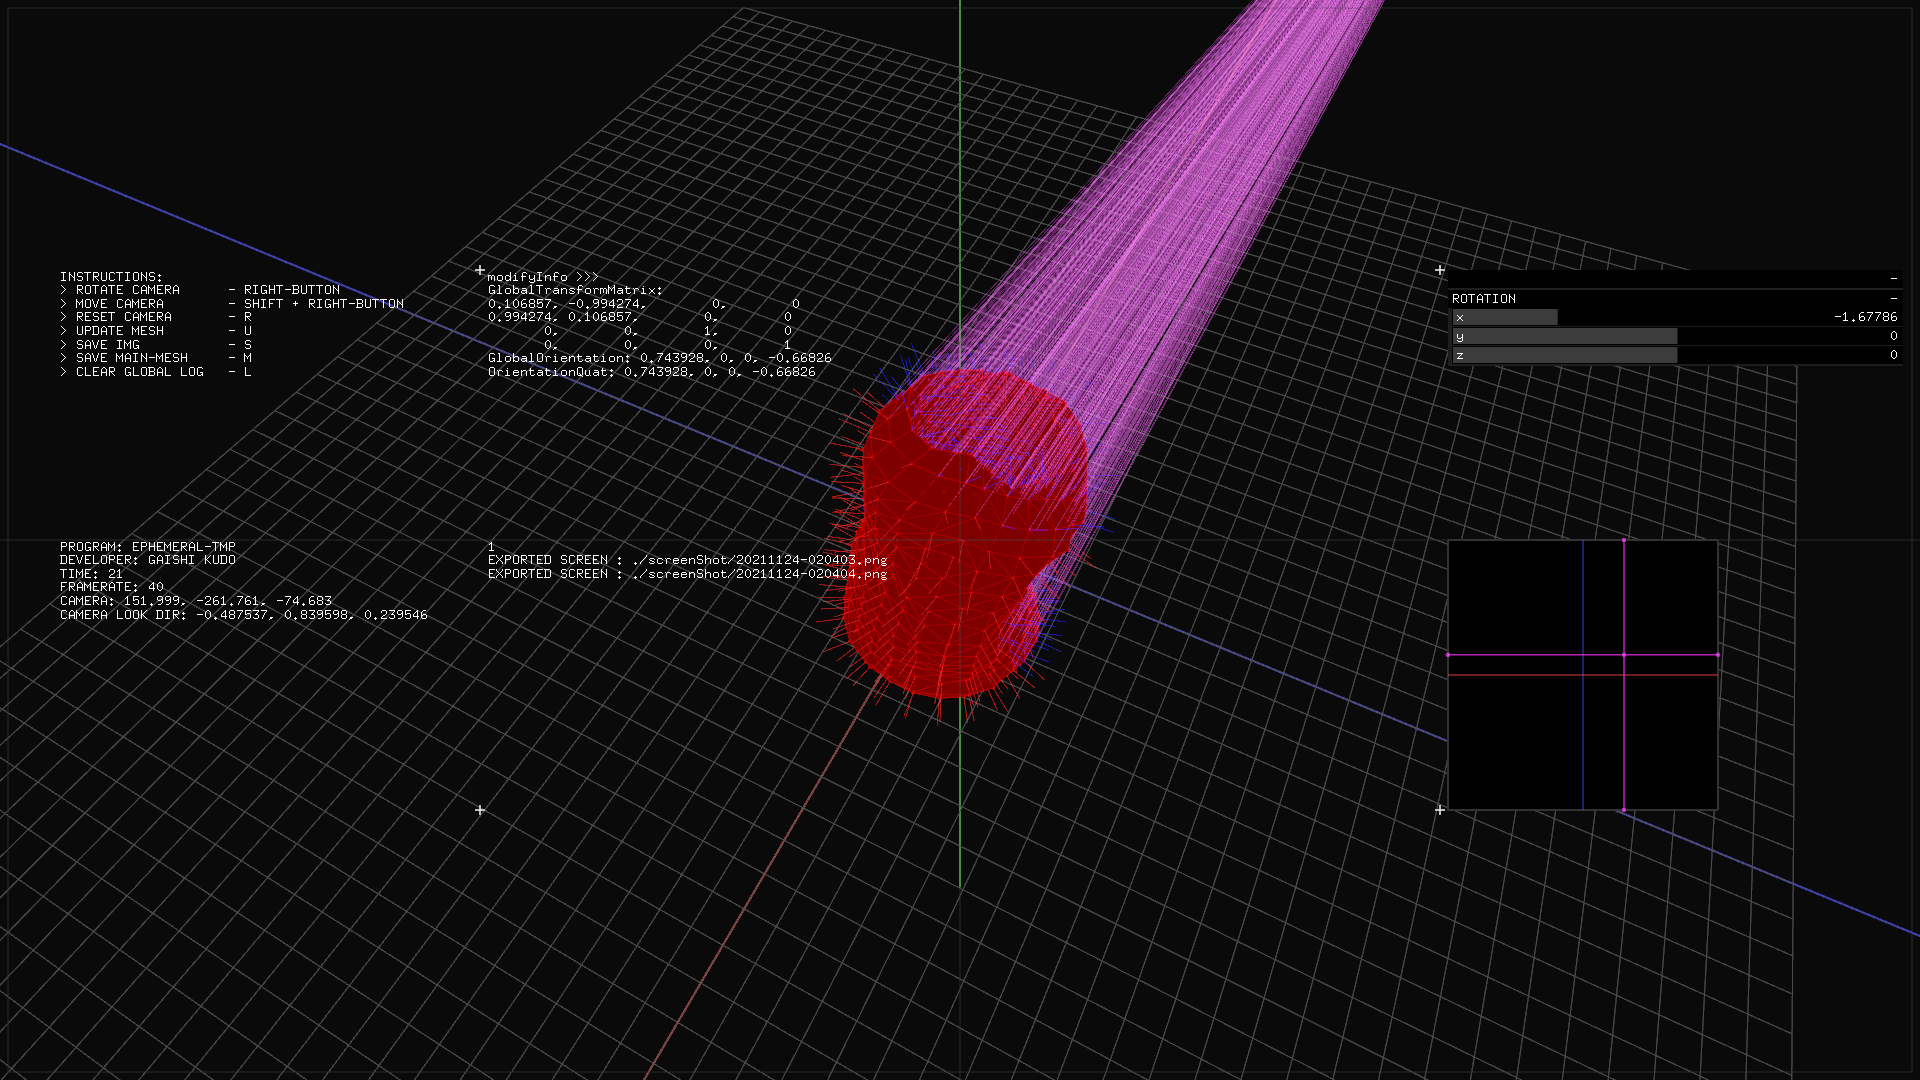 INSTRUCTIONS:
> ROTATE CAMERA - RIGHT-BUTTON
> MOVE CAMERA - SHIFT + RIGHT-BUTTON
> RESET CAMERA - R
> UPDATE MESH - U
> SAVE IMG - S
> SAVE MAIN-MESH - M
> CLEAR GLOBAL LOG - L
modifyInfo >>>
GlobalTransformMatrix:
0.106857, -0.994274, 0, 0
0.994274, 0.106857, 0, 0
0, 0, 1, 0
0, 0, 0, 1
GlobalOrientation: 0.743928, 0, 0, -0.66826
OrientationQuat: 0.743928, 0, 0, -0.66826
-
ROTATION -
x -1.67786
y 0
z 0
PROGRAM: EPHEMERAL-TMP
DEVELOPER: GAISHI KUDO
TIME: 21
FRAMERATE: 40
CAMERA: 151.999, -261.761, -74.683
CAMERA LOOK DIR: -0.487537, 0.839598, 0.239546
1
EXPORTED SCREEN : ./screenShot/20211124-020403.png
EXPORTED SCREEN : ./screenShot/20211124-020404.png